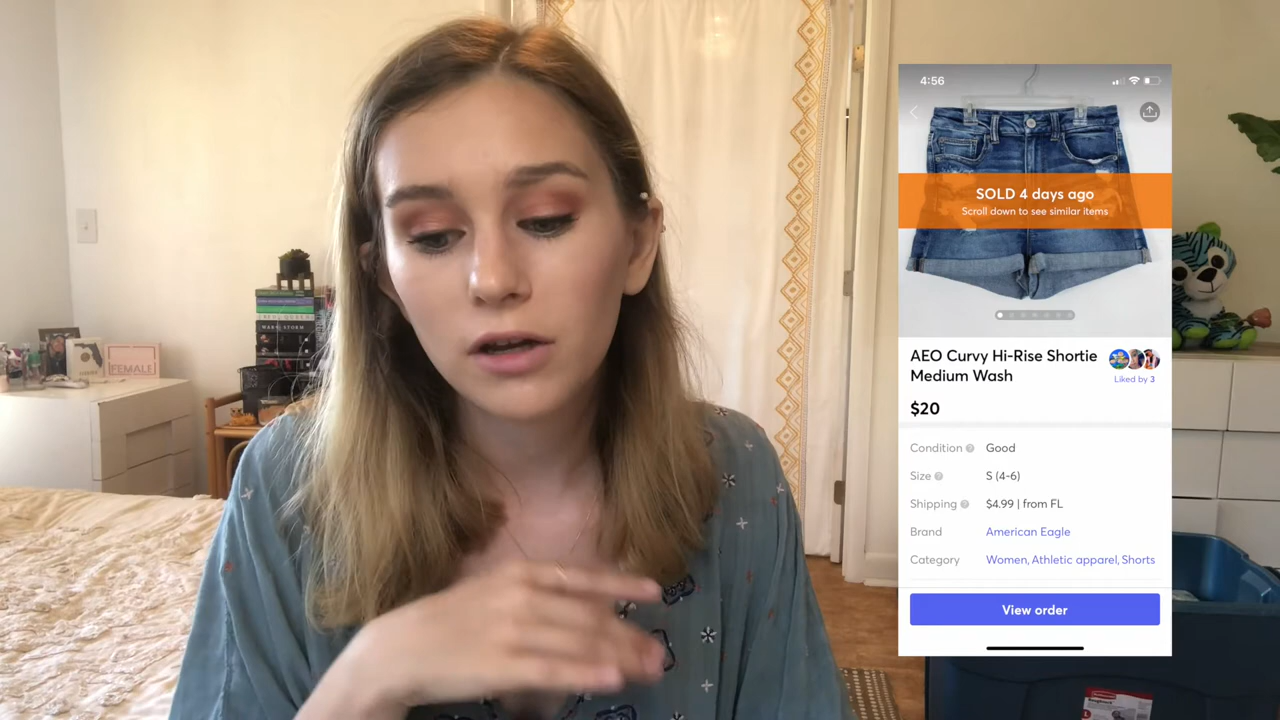 4:56
SOLD 4 days ago
Scroll down to see similar items
AEO Curvy Hi-Rise Shortie
Medium Wash
Liked by 3
$20
Condition
Good
Size
S (4-6)
Shipping
$4.99 | from FL
Brand
American Eagle
Category
Women, Athletic apparel, Shorts
View order
FEMALE
STORM